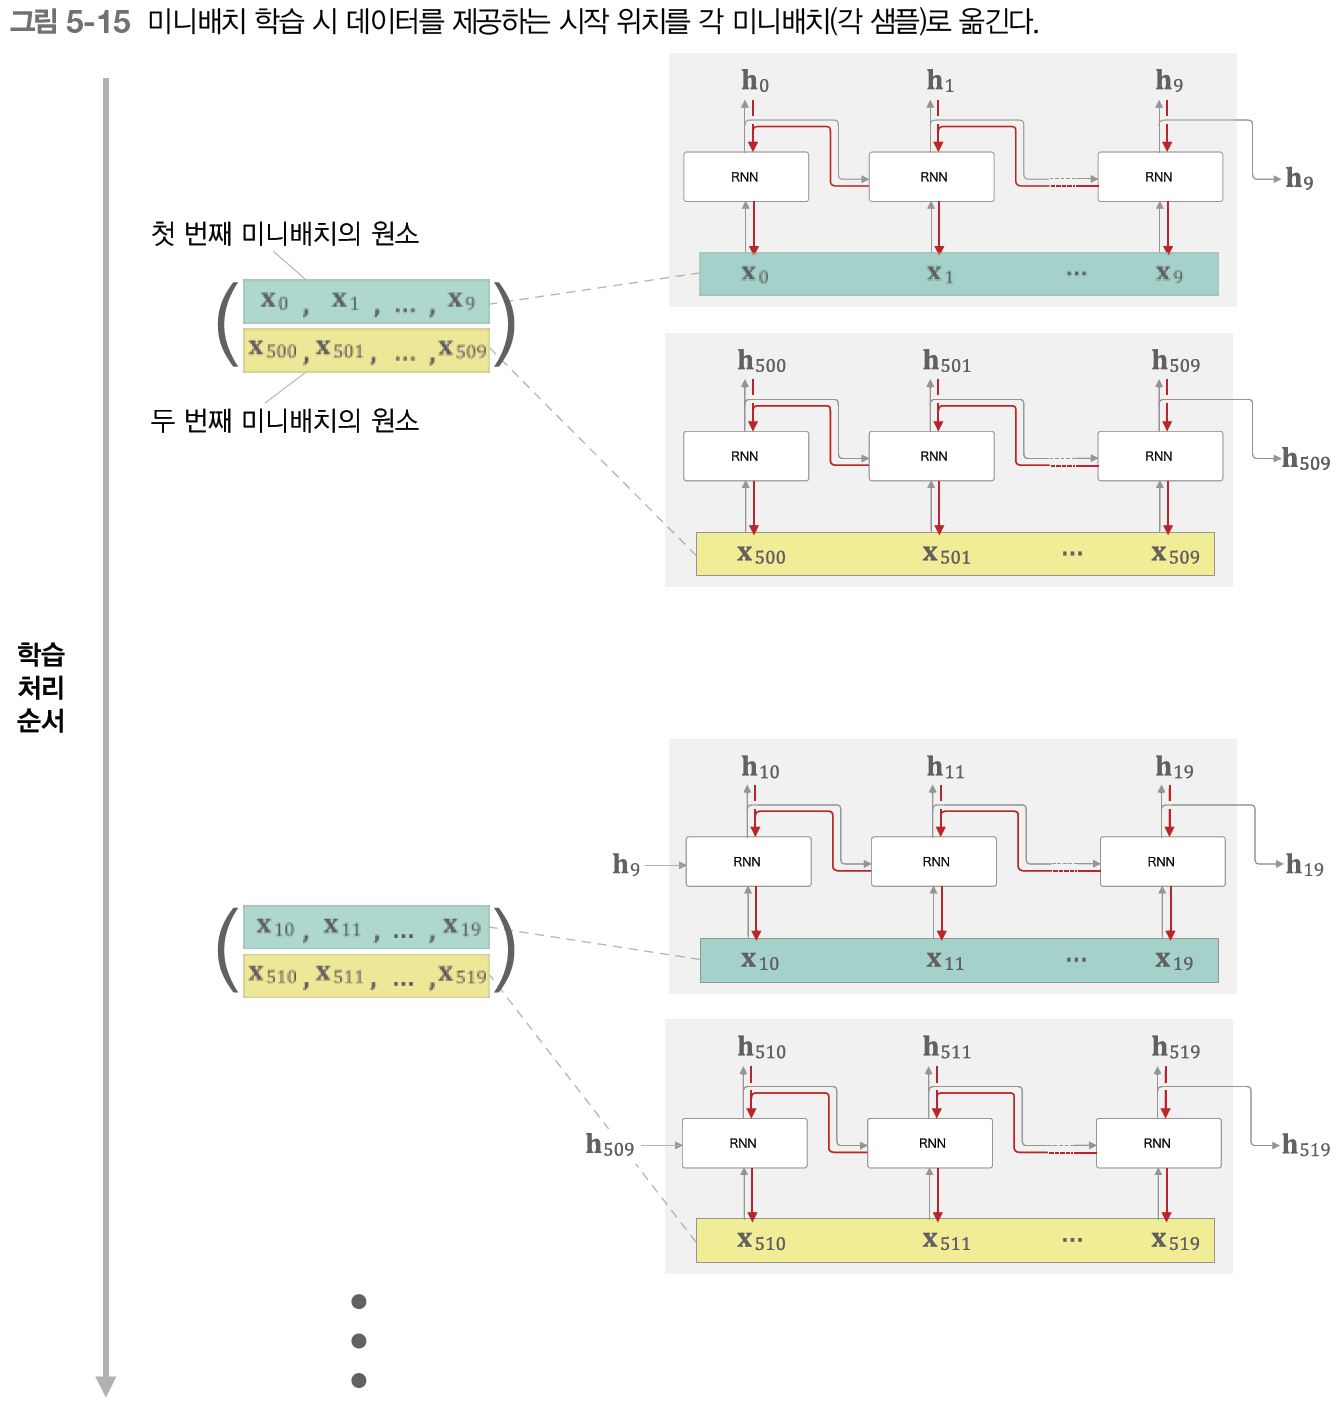 그림 5-15 미니배치 학습 시 데이터를 제공하는 시작 위치를 각 미니배치(각 샘플)로 옮긴다.
h0 h1 h9
RNN RNN RNN h9
첫 번째 미니배치의 원소
x0 x1 ... x9
( x0 , x1 , ... , x9
x500 , x501 , ... , x509 )
두 번째 미니배치의 원소
h500 h501 h509
RNN RNN RNN h509
x500 x501 ... x509
학습
처리
순서
h10 h11 h19
h9 RNN RNN RNN h19
( x10 , x11 , ... , x19
x510 , x511 , ... , x519 )
x10 x11 ... x19
h510 h511 h519
h509 RNN RNN RNN h519
x510 x511 ... x519